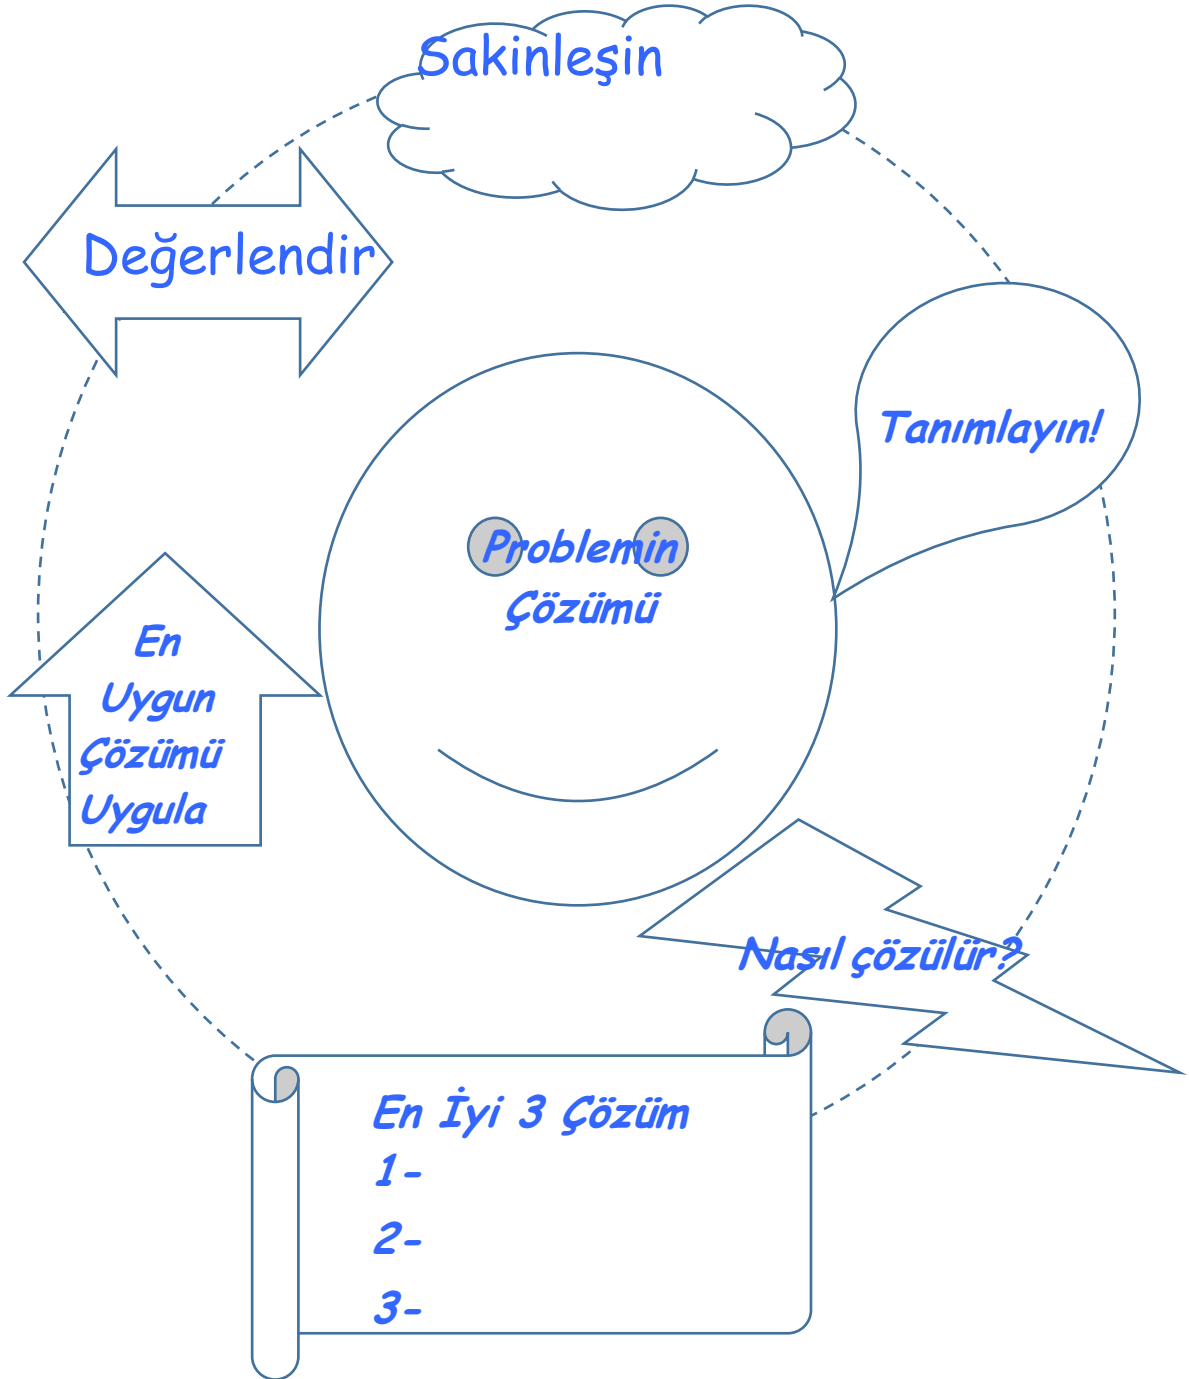 Sakinleşin
Değerlendir
Tanımlayın!
Problemin
Çözümü
En
Uygun
Çözümü
Uygula
Nasıl çözülür?
En İyi 3 Çözüm
1-
2-
3-